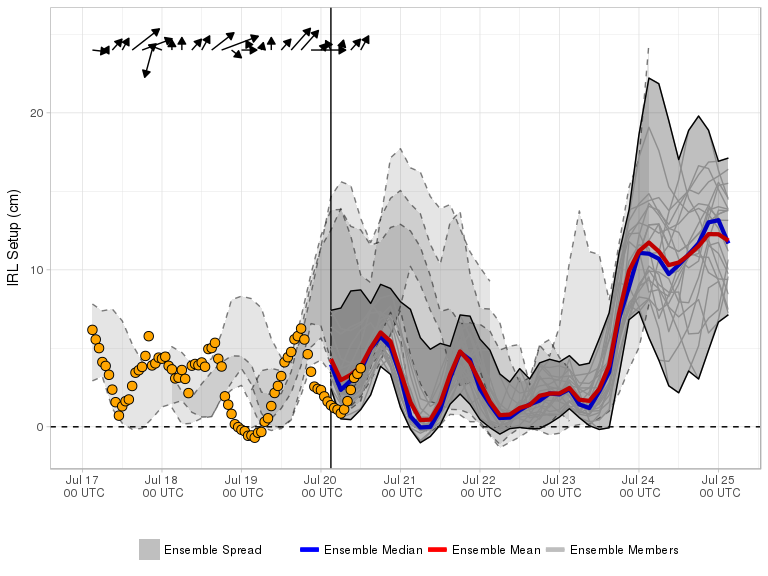 IRL Setup (cm)
20
10
0
Jul 17
00 UTC
Jul 18
00 UTC
Jul 19
00 UTC
Jul 20
00 UTC
Jul 21
00 UTC
Jul 22
00 UTC
Jul 23
00 UTC
Jul 24
00 UTC
Jul 25
00 UTC
Ensemble Spread
Ensemble Median
Ensemble Mean
Ensemble Members